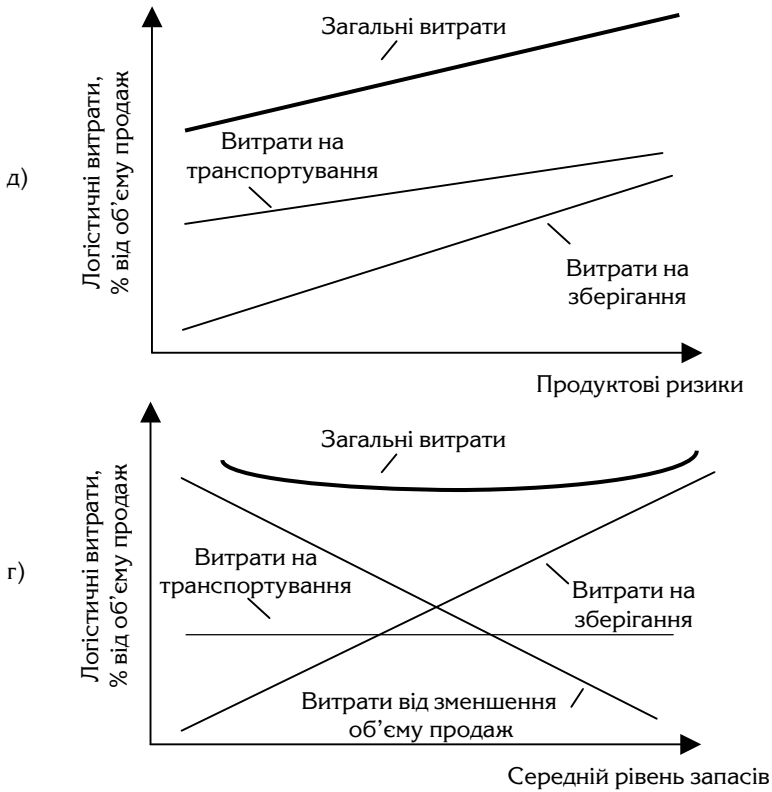 д)
Логістичні витрати,
% від об’єму продаж
Загальні витрати
Витрати на
транспортування
Витрати на
зберігання
Продуктові ризики
г)
Логістичні витрати,
% від об’єму продаж
Загальні витрати
Витрати на
транспортування
Витрати на
зберігання
Витрати від зменшення
об’єму продаж
Середній рівень запасів